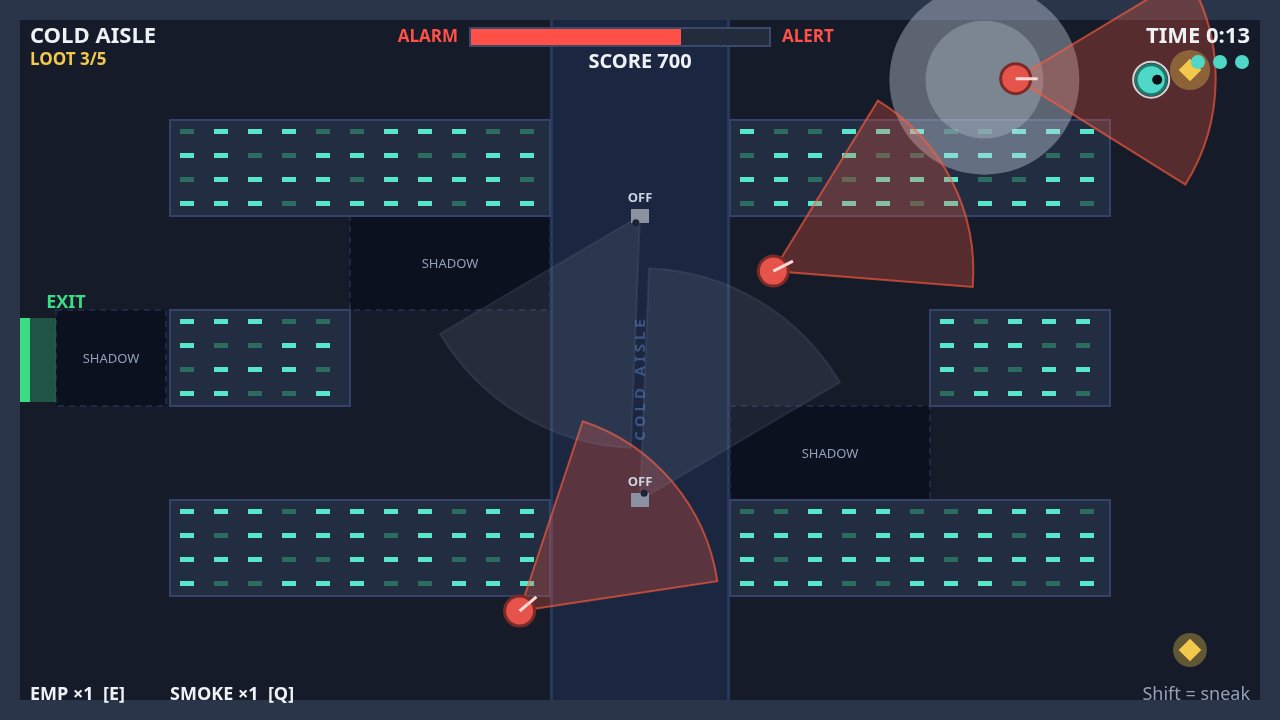 COLD AISLE
LOOT 3/5
ALARM
ALERT
SCORE 700
TIME 0:13
OFF
SHADOW
EXIT
SHADOW
COLD AISLE
SHADOW
OFF
EMP ×1 [E]
SMOKE ×1 [Q]
Shift = sneak